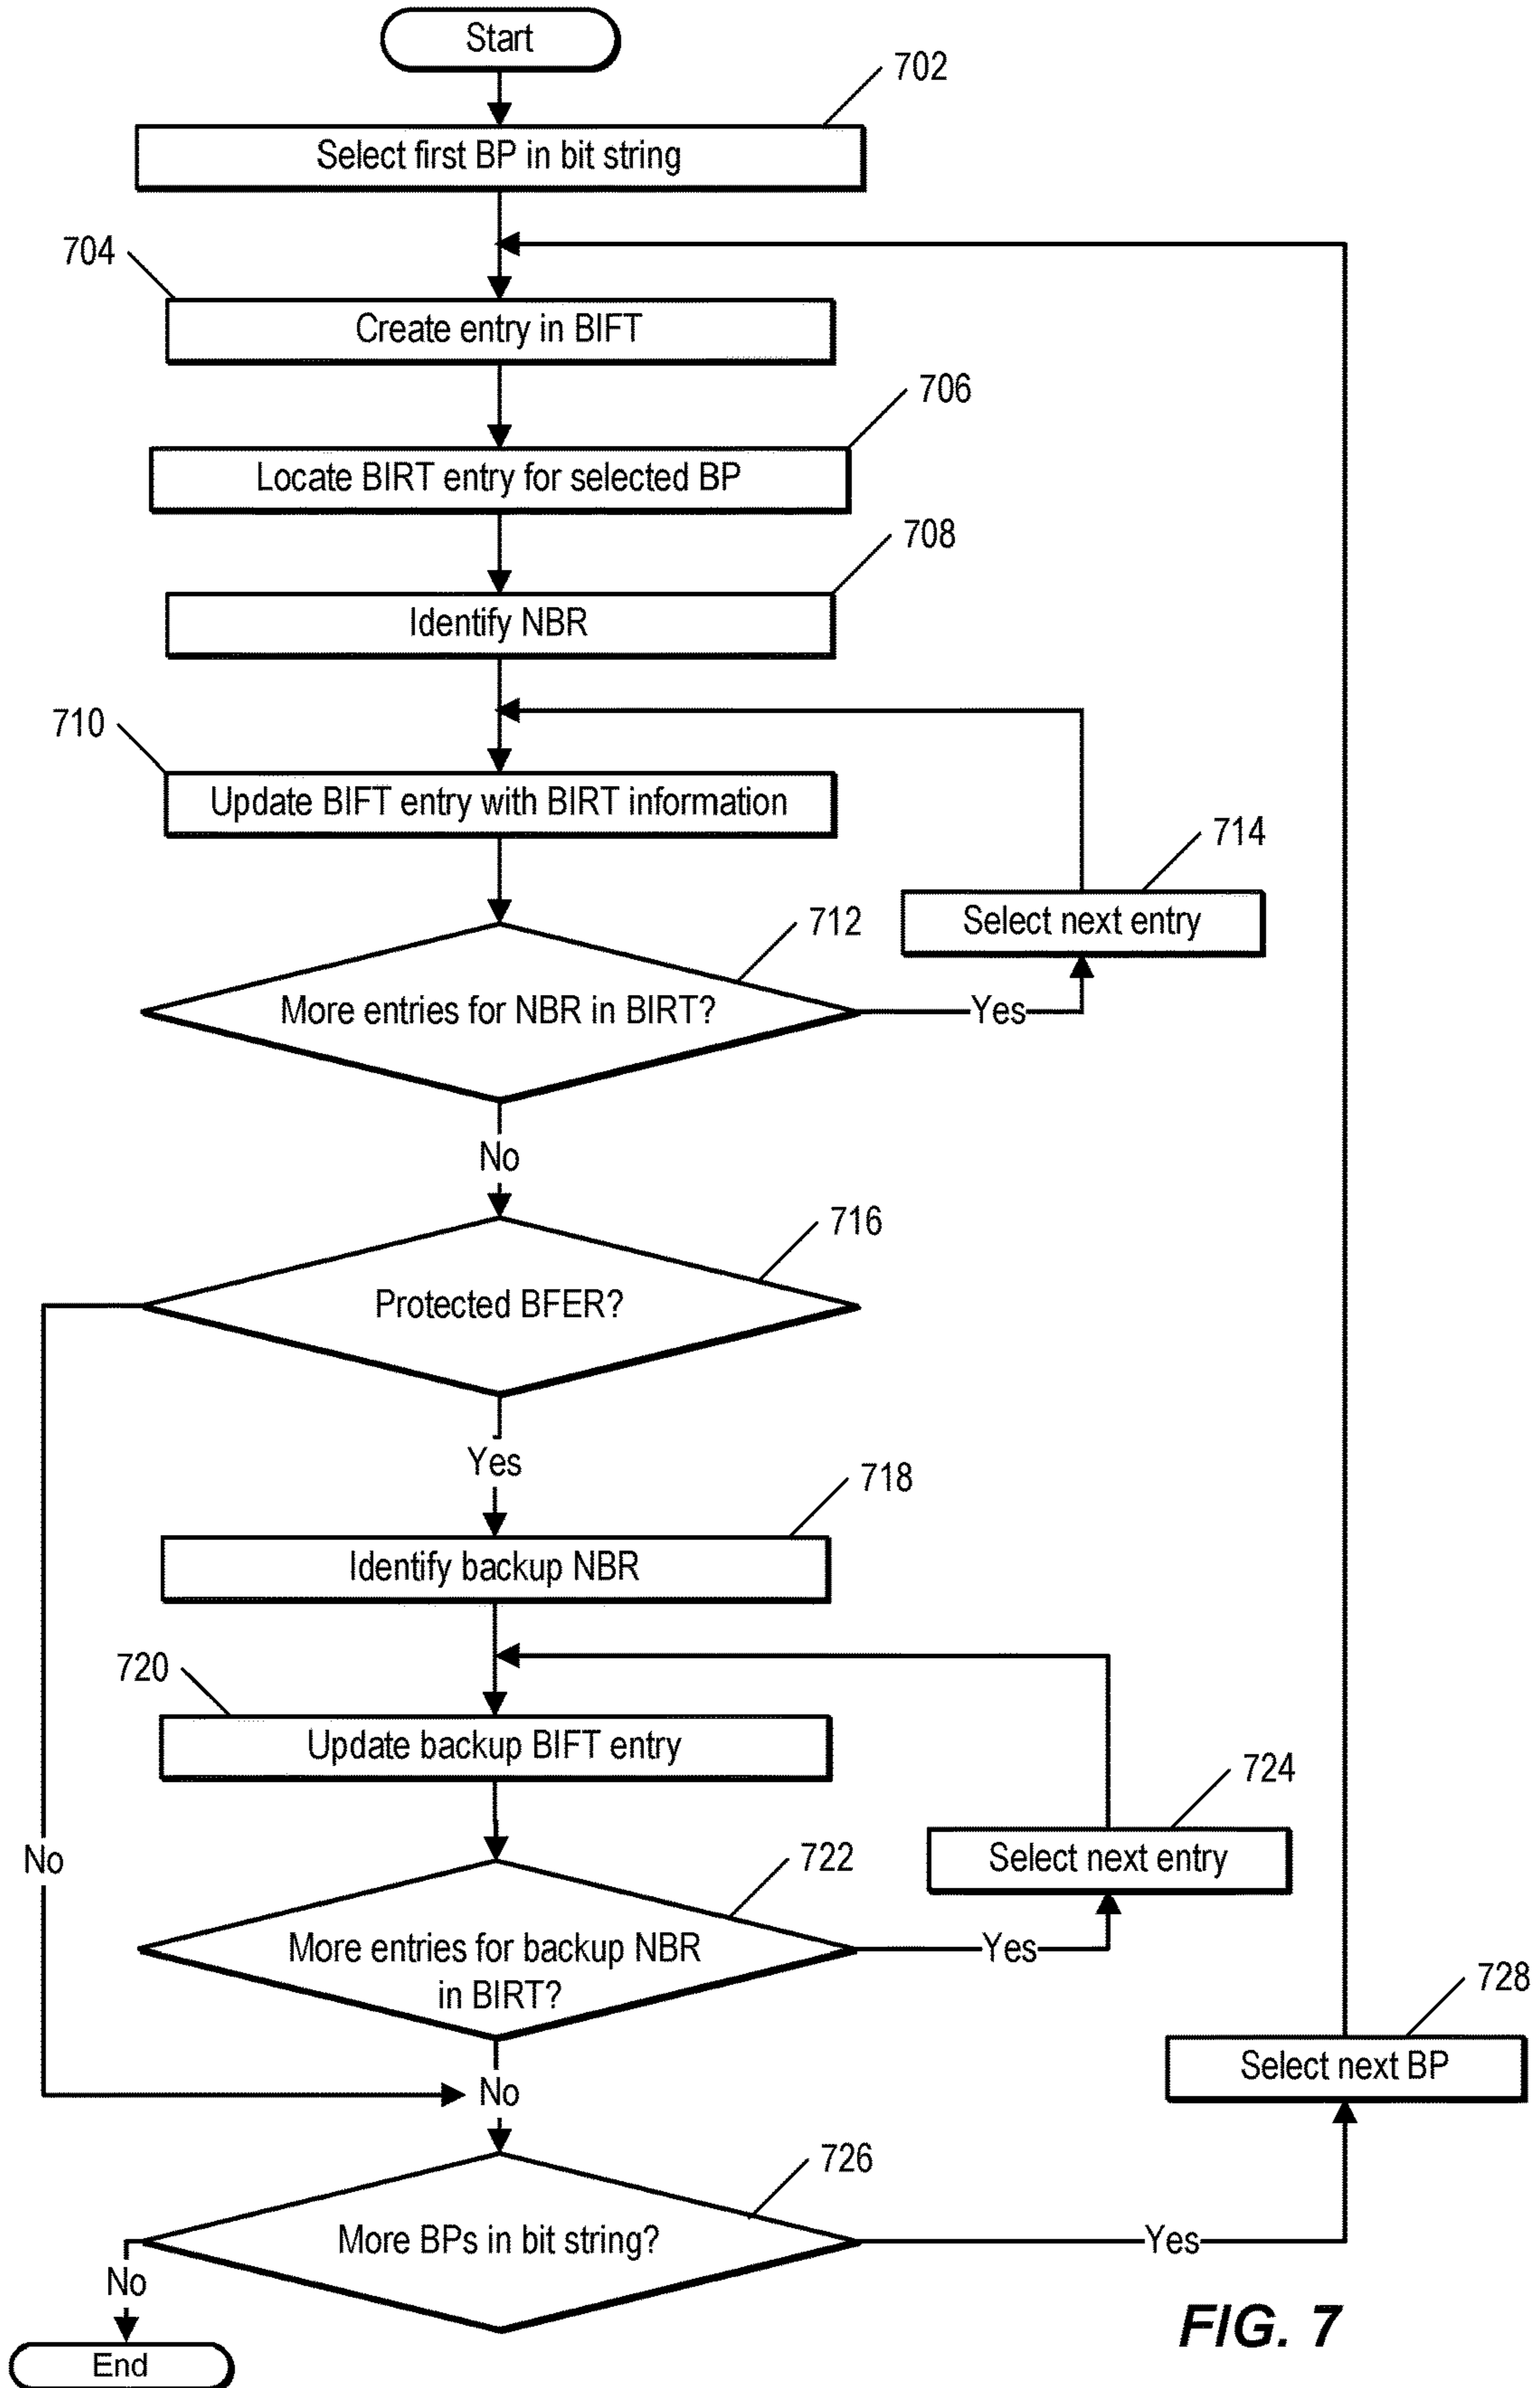 Start
702
Select first BP in bit string
704
Create entry in BIFT
706
Locate BIRT entry for selected BP
708
Identify NBR
710
Update BIFT entry with BIRT information
714
Select next entry
712
More entries for NBR in BIRT?
Yes
No
716
Protected BFER?
Yes
718
Identify backup NBR
720
Update backup BIFT entry
724
Select next entry
No
722
More entries for backup NBR
in BIRT?
Yes
728
Select next BP
No
726
More BPs in bit string?
Yes
No
End
FIG. 7